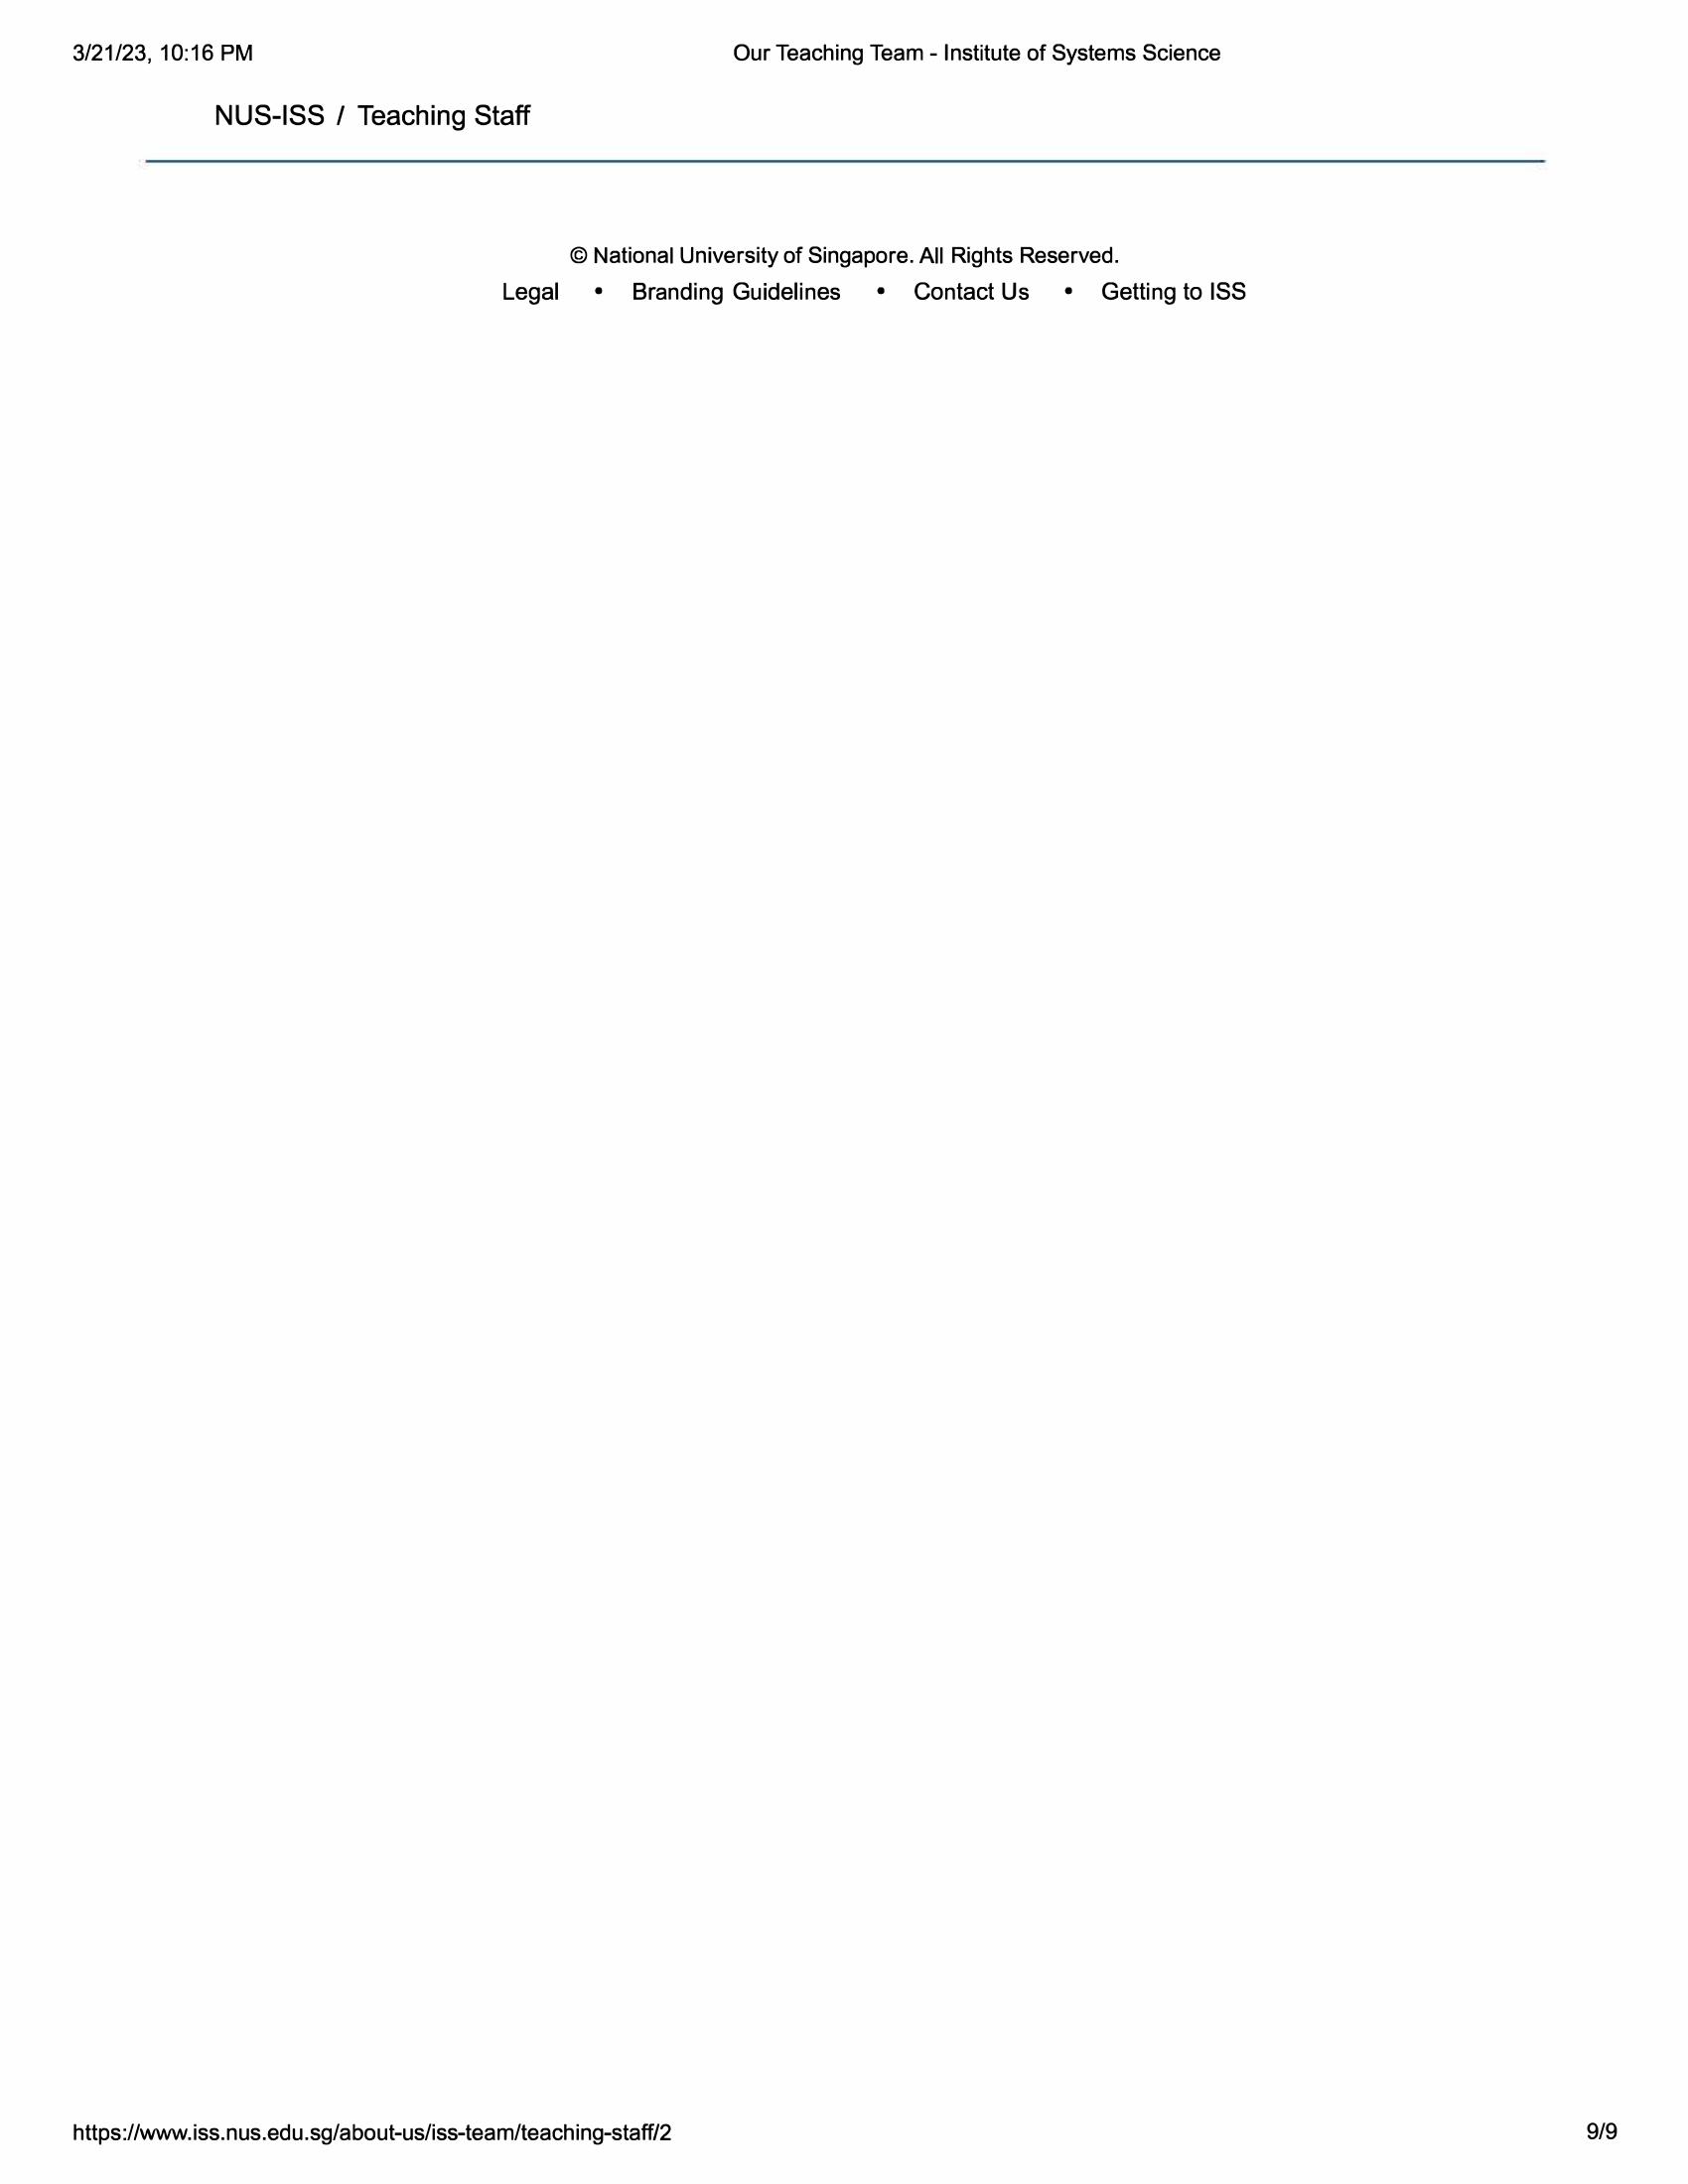 3/21/23, 10:16 PM Our Teaching Team - Institute of Systems Science
NUS-ISS / Teaching Staff
© National University of Singapore. All Rights Reserved.
Legal • Branding Guidelines • Contact Us • Getting to ISS
https://www.iss.nus.edu.sg/about-us/iss-team/teaching-staff/2 9/9